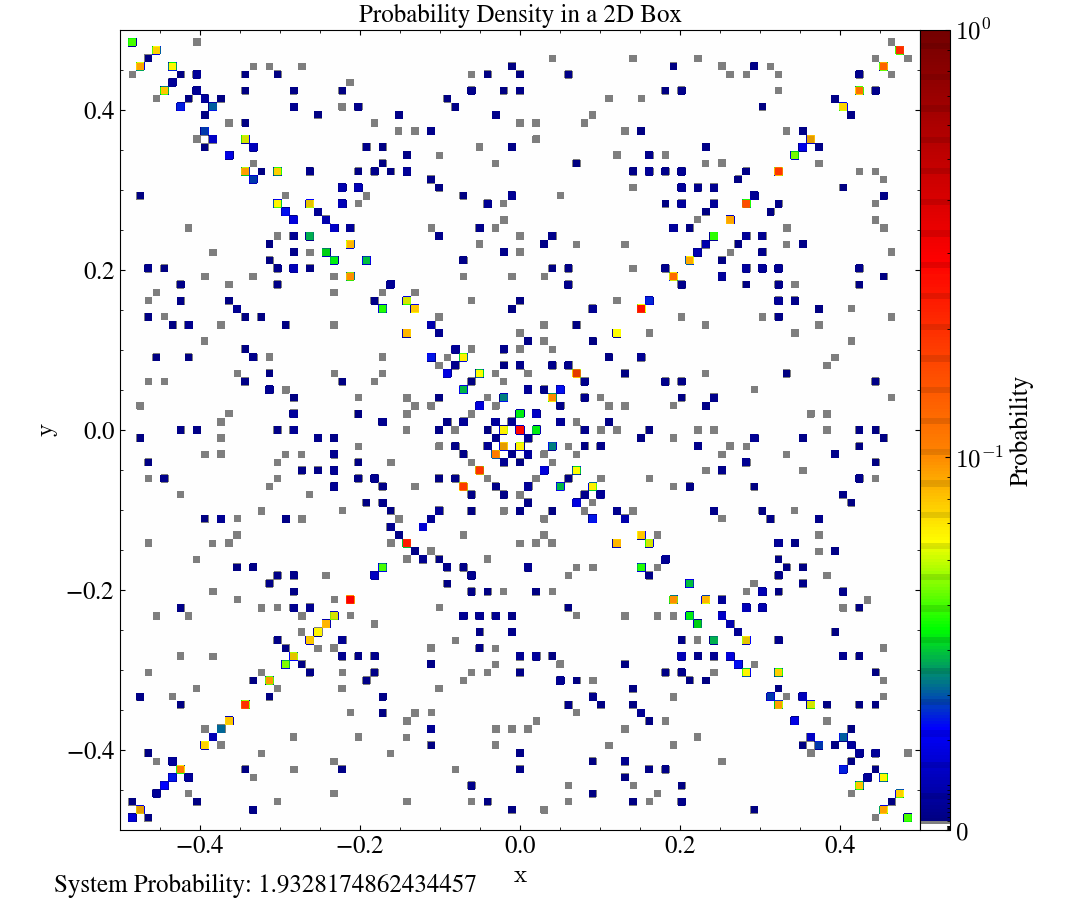 Probability Density in a 2D Box
10^0
0.4
0.2
y
0.0
−0.2
−0.4
10^−1
Probability
0
−0.4 −0.2 0.0 0.2 0.4
x
System Probability: 1.9328174862434457